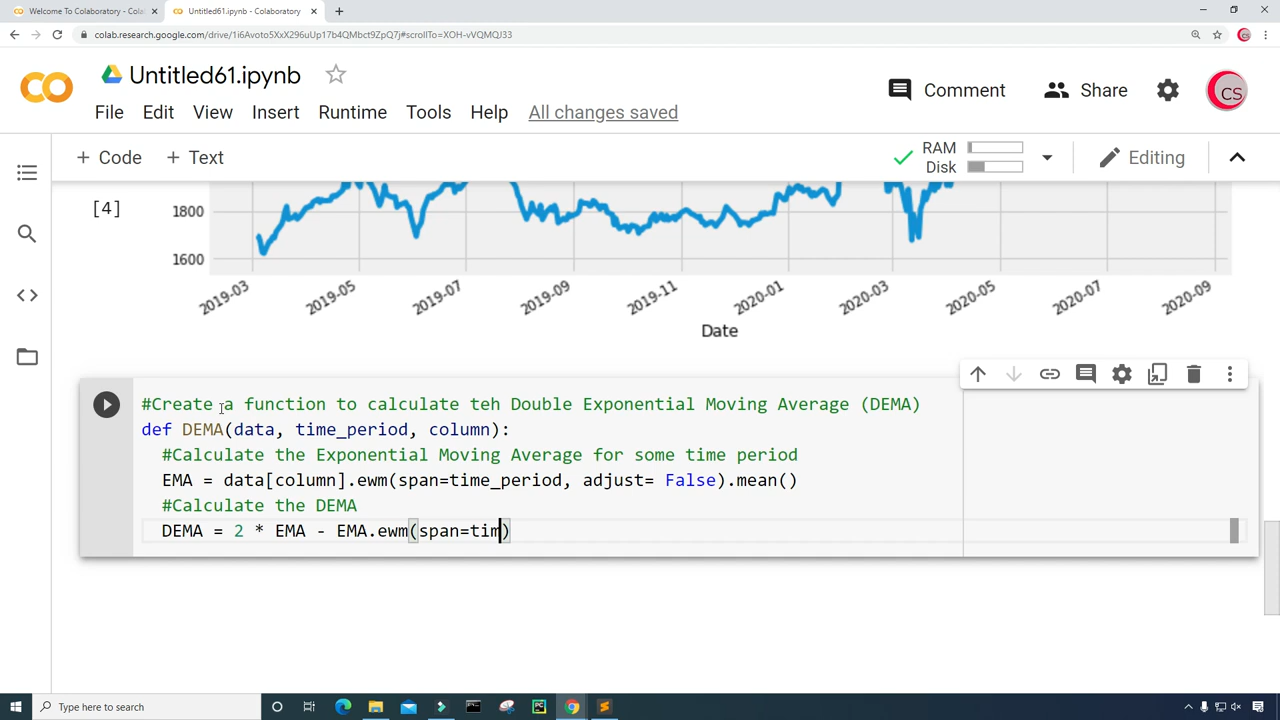 Welcome To Colaboratory - Colab
Untitled61.ipynb - Colaboratory
colab.research.google.com/drive/1i6Avoto5XxX296uUp17b4QMbct9ZpQ7j#scrollTo=XOH-vVQMQJ33
Untitled61.ipynb
Comment
Share
CS
File Edit View Insert Runtime Tools Help All changes saved
+ Code + Text
RAM
Disk
Editing
[4]
1800
1600
2019-03 2019-05 2019-07 2019-09 2019-11 2020-01 2020-03 2020-05 2020-07 2020-09
Date
#Create a function to calculate teh Double Exponential Moving Average (DEMA)
def DEMA(data, time_period, column):
#Calculate the Exponential Moving Average for some time period
EMA = data[column].ewm(span=time_period, adjust= False).mean()
#Calculate the DEMA
DEMA = 2 * EMA - EMA.ewm(span=tim)
Type here to search